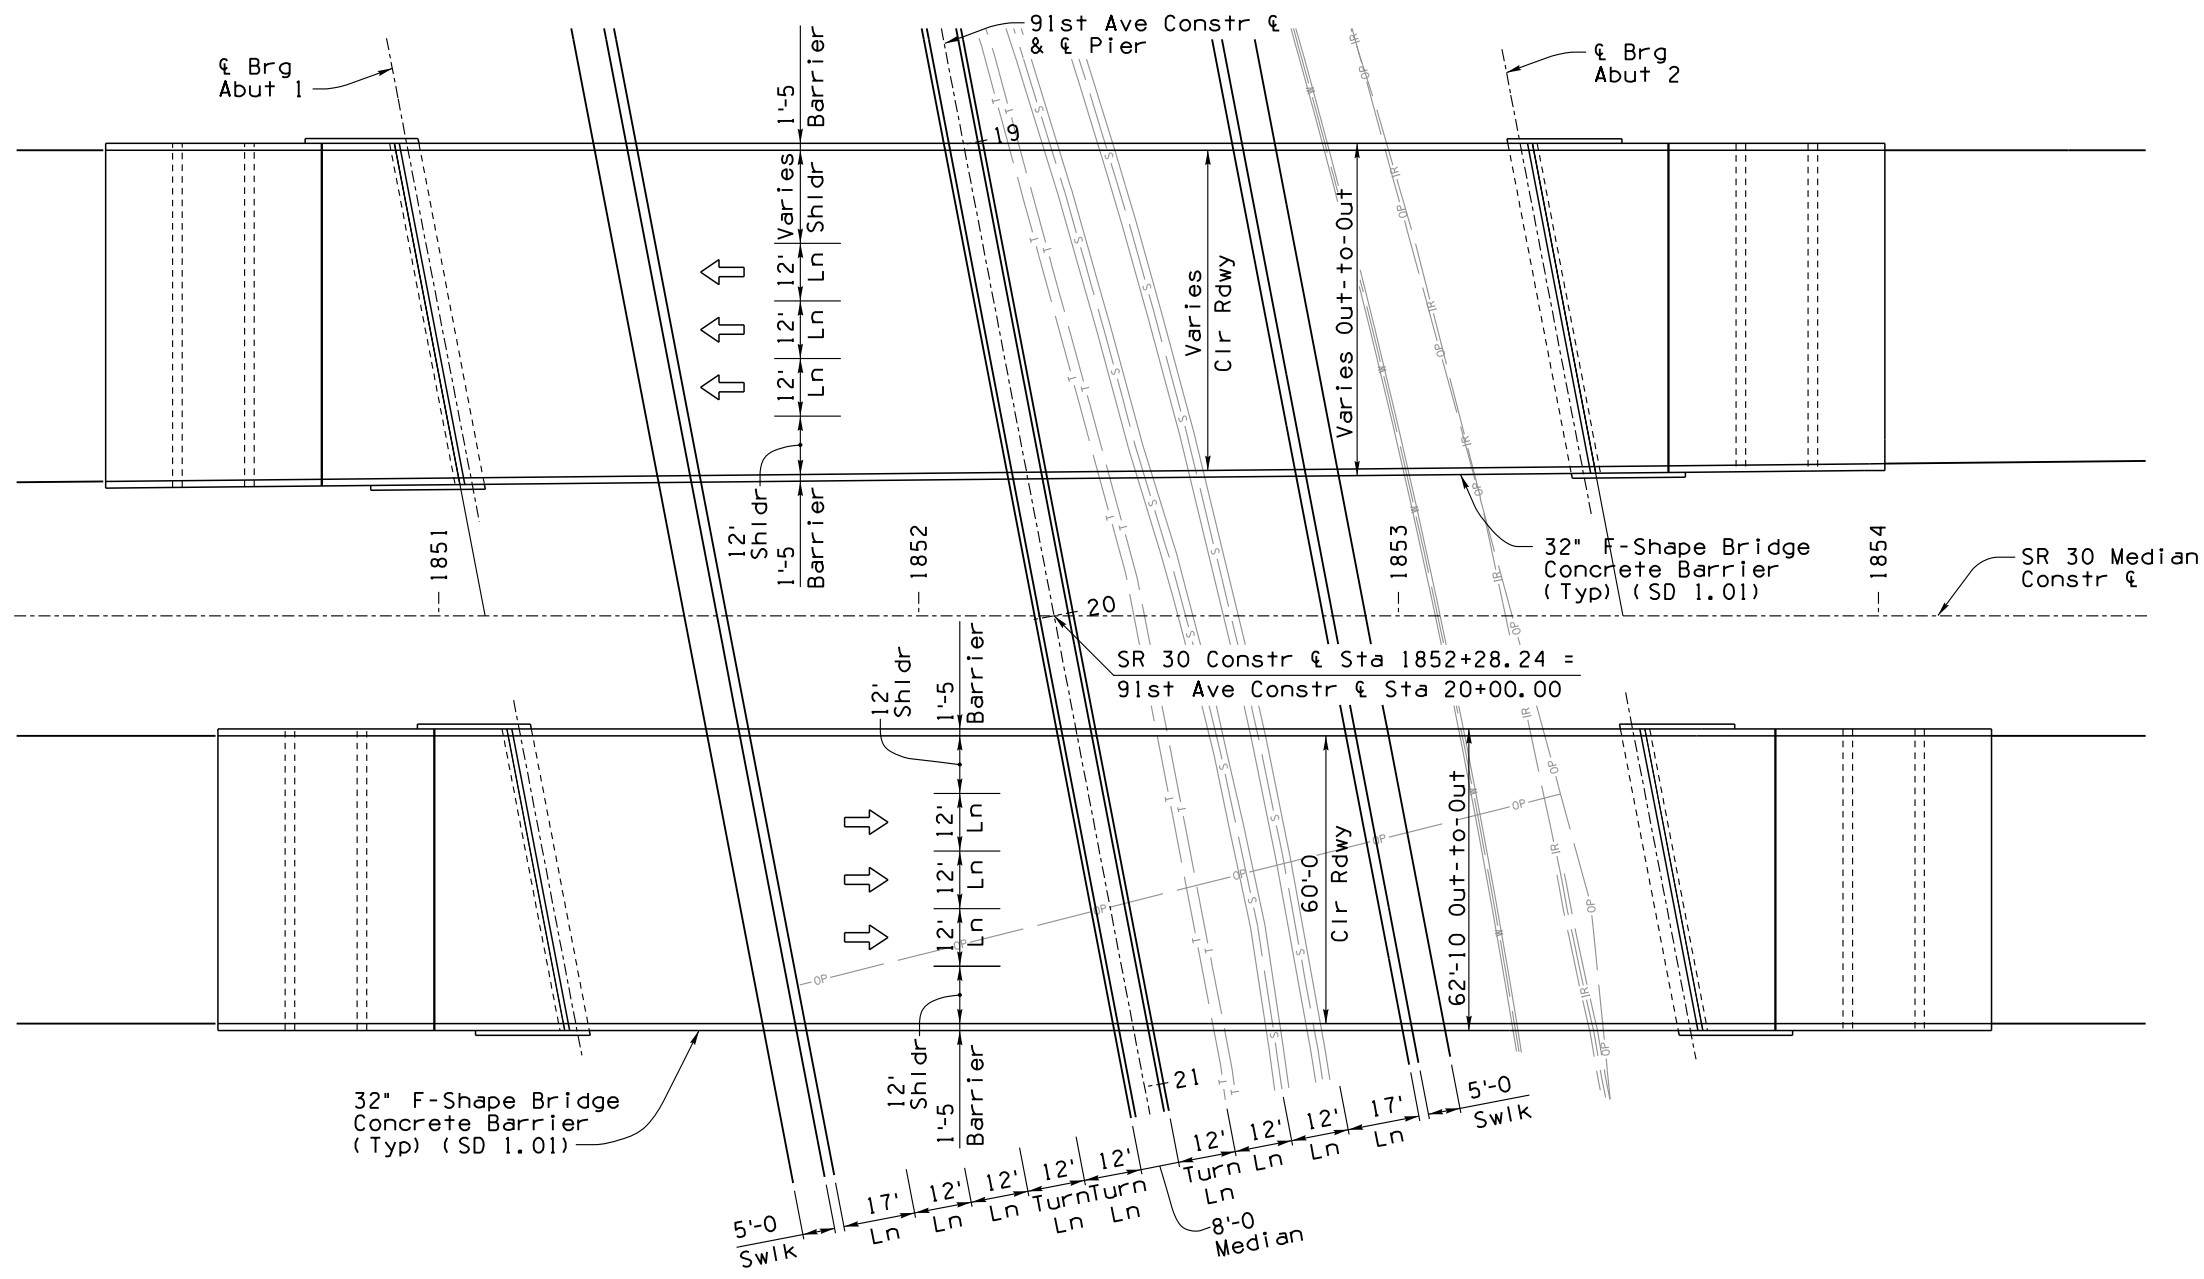 91st Ave Constr ℄
& ℄ Pier
℄ Brg
Abut 1
℄ Brg
Abut 2
1'-5
Barrier
Varies
Shldr
12'
Ln
12'
Ln
12'
Ln
12'
Shldr
1'-5
Barrier
19
Varies
Clr Rdwy
Varies Out-to-Out
32" F-Shape Bridge
Concrete Barrier
(Typ) (SD 1.01)
1851
1852
1853
1854
SR 30 Median
Constr ℄
20
SR 30 Constr ℄ Sta 1852+28.24 =
91st Ave Constr ℄ Sta 20+00.00
12'
Shldr
1'-5
Barrier
12'
Ln
12'
Ln
12'
Ln
12'
Shldr
1'-5
Barrier
60'-0
Clr Rdwy
62'-10 Out-to-Out
32" F-Shape Bridge
Concrete Barrier
(Typ) (SD 1.01)
21
5'-0
Swlk
17'
Ln
12'
Ln
12'
Ln
12'
Turn
Ln
12'
Turn
Ln
8'-0
Median
12'
Turn
Ln
12'
Ln
12'
Ln
17'
Ln
5'-0
Swlk